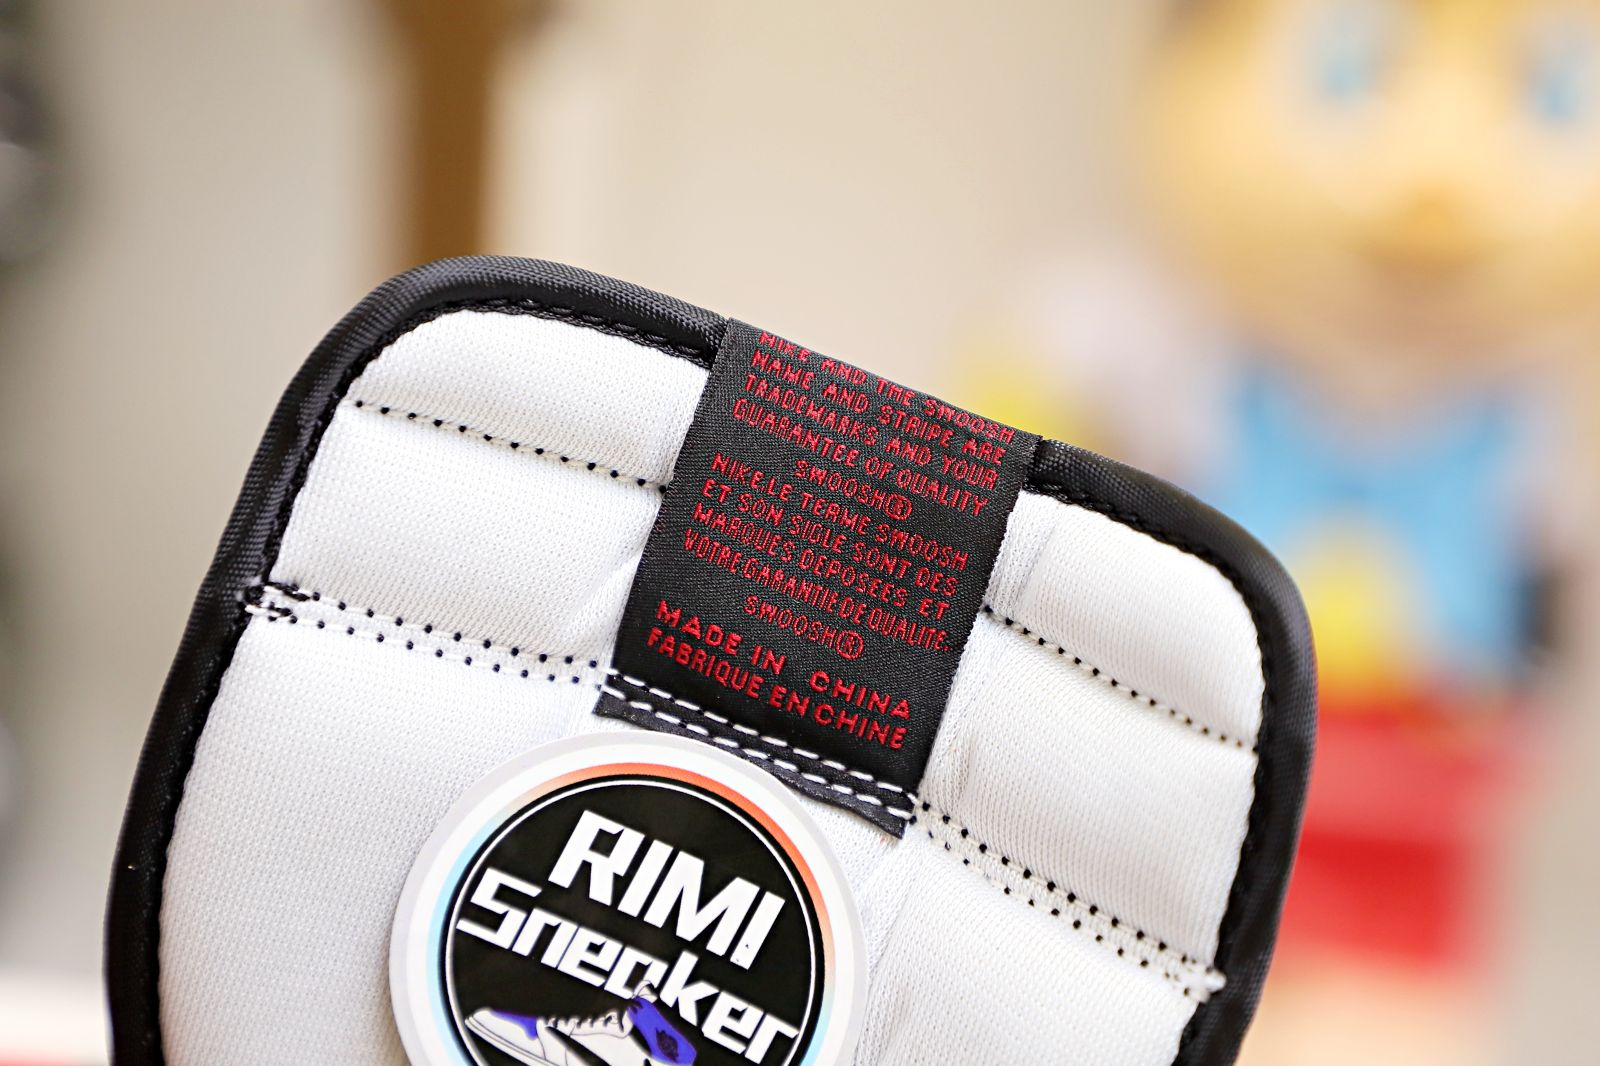 NIKE AND THE SWOOSH
NAME AND STRIPE ARE
TRADEMARKS AND YOUR
GUARANTEE OF QUALITY
SWOOSH®
NIKE.LE TERME SWOOSH
ET SON SIGLE SONT DES
MARQUES DEPOSEES ET
VOTRE GARANTIE DE QUALITE.
SWOOSH®
MADE IN CHINA
FABRIQUE EN CHINE
RIMI
Sneaker